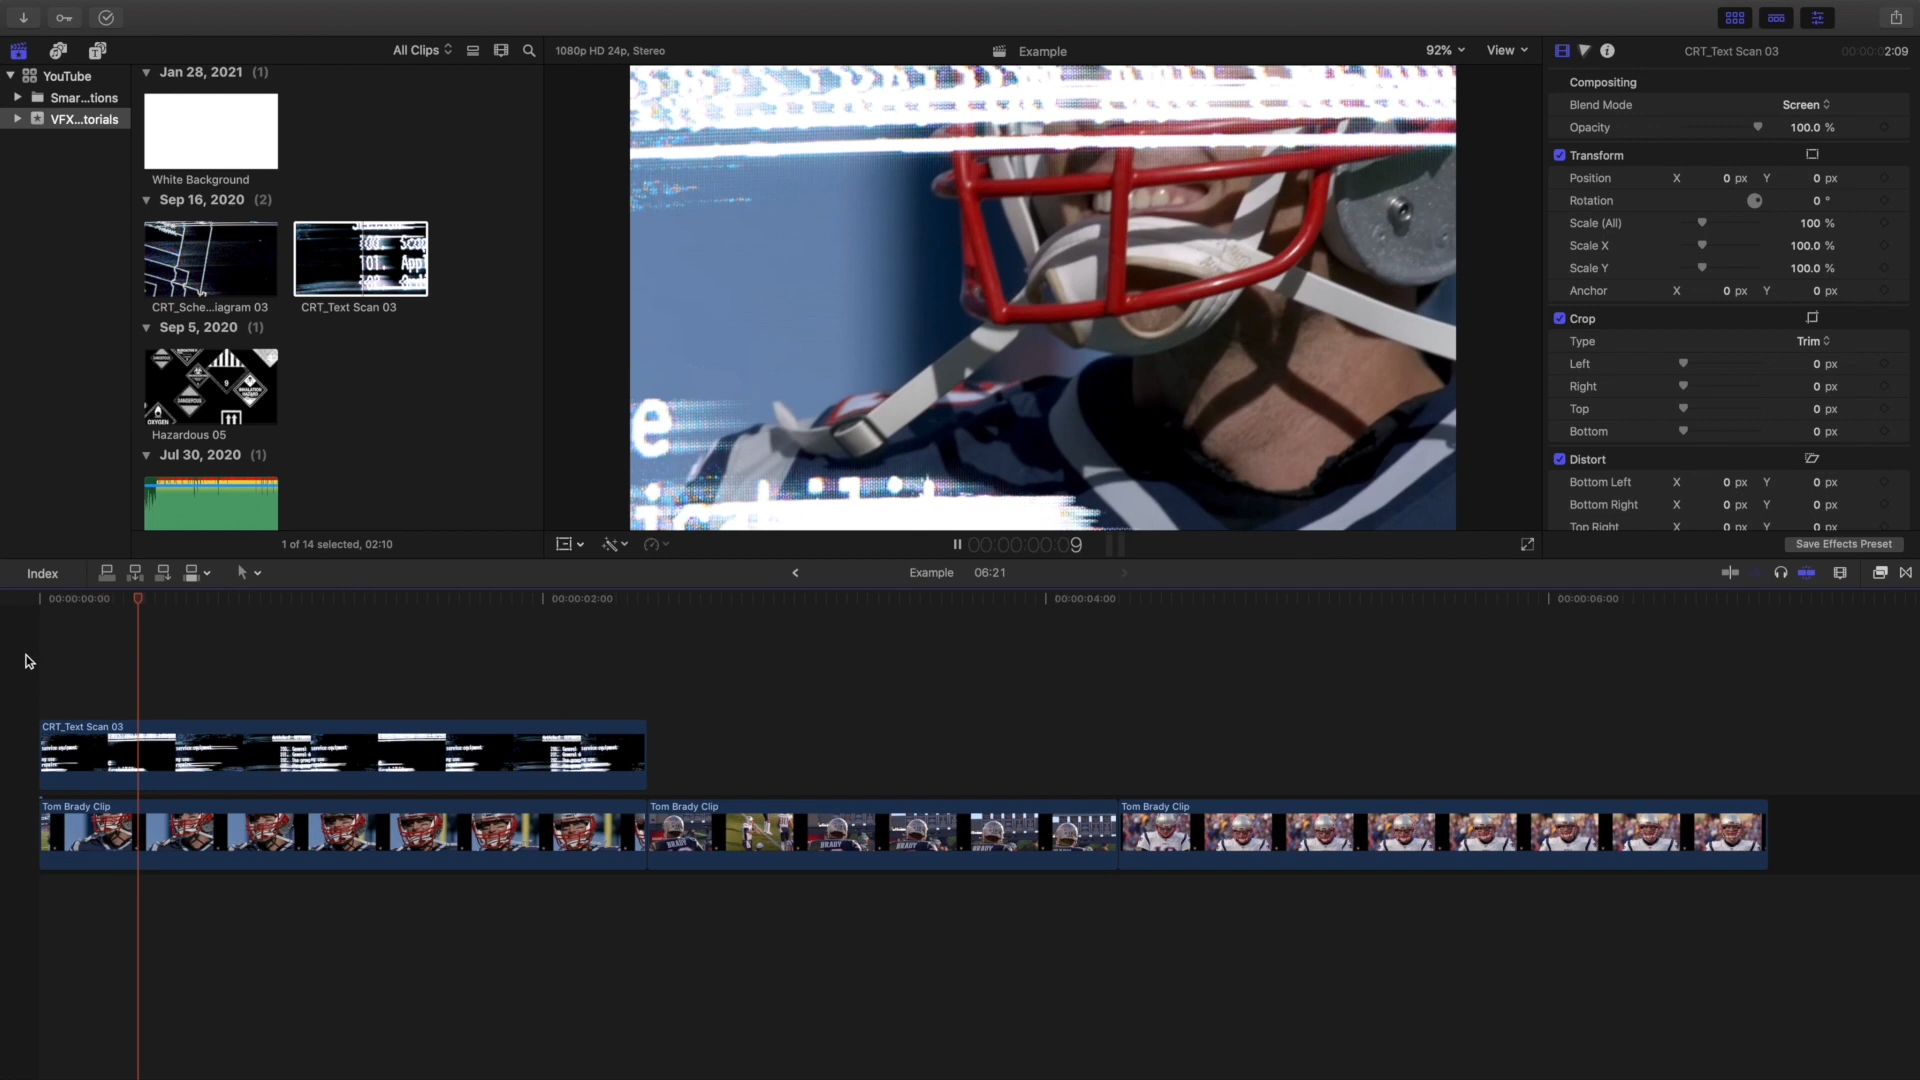 All Clips
1080p HD 24p, Stereo
Example
92%
View
CRT_Text Scan 03
00:00:02:09
YouTube
Smar...tions
VFX...torials
Jan 28, 2021 (1)
White Background
Sep 16, 2020 (2)
CRT_Sche...iagram 03
CRT_Text Scan 03
Sep 5, 2020 (1)
Hazardous 05
Jul 30, 2020 (1)
1 of 14 selected, 02:10
Compositing
Blend Mode Screen
Opacity 100.0 %
Transform
Position X 0 px Y 0 px
Rotation 0 °
Scale (All) 100 %
Scale X 100.0 %
Scale Y 100.0 %
Anchor X 0 px Y 0 px
Crop
Type Trim
Left 0 px
Right 0 px
Top 0 px
Bottom 0 px
Distort
Bottom Left X 0 px Y 0 px
Bottom Right X 0 px Y 0 px
Top Right X 0 px Y 0 px
Save Effects Preset
00:00:00:09
Index
Example 06:21
00:00:00:00
00:00:02:00
00:00:04:00
00:00:06:00
CRT_Text Scan 03
Tom Brady Clip
Tom Brady Clip
Tom Brady Clip